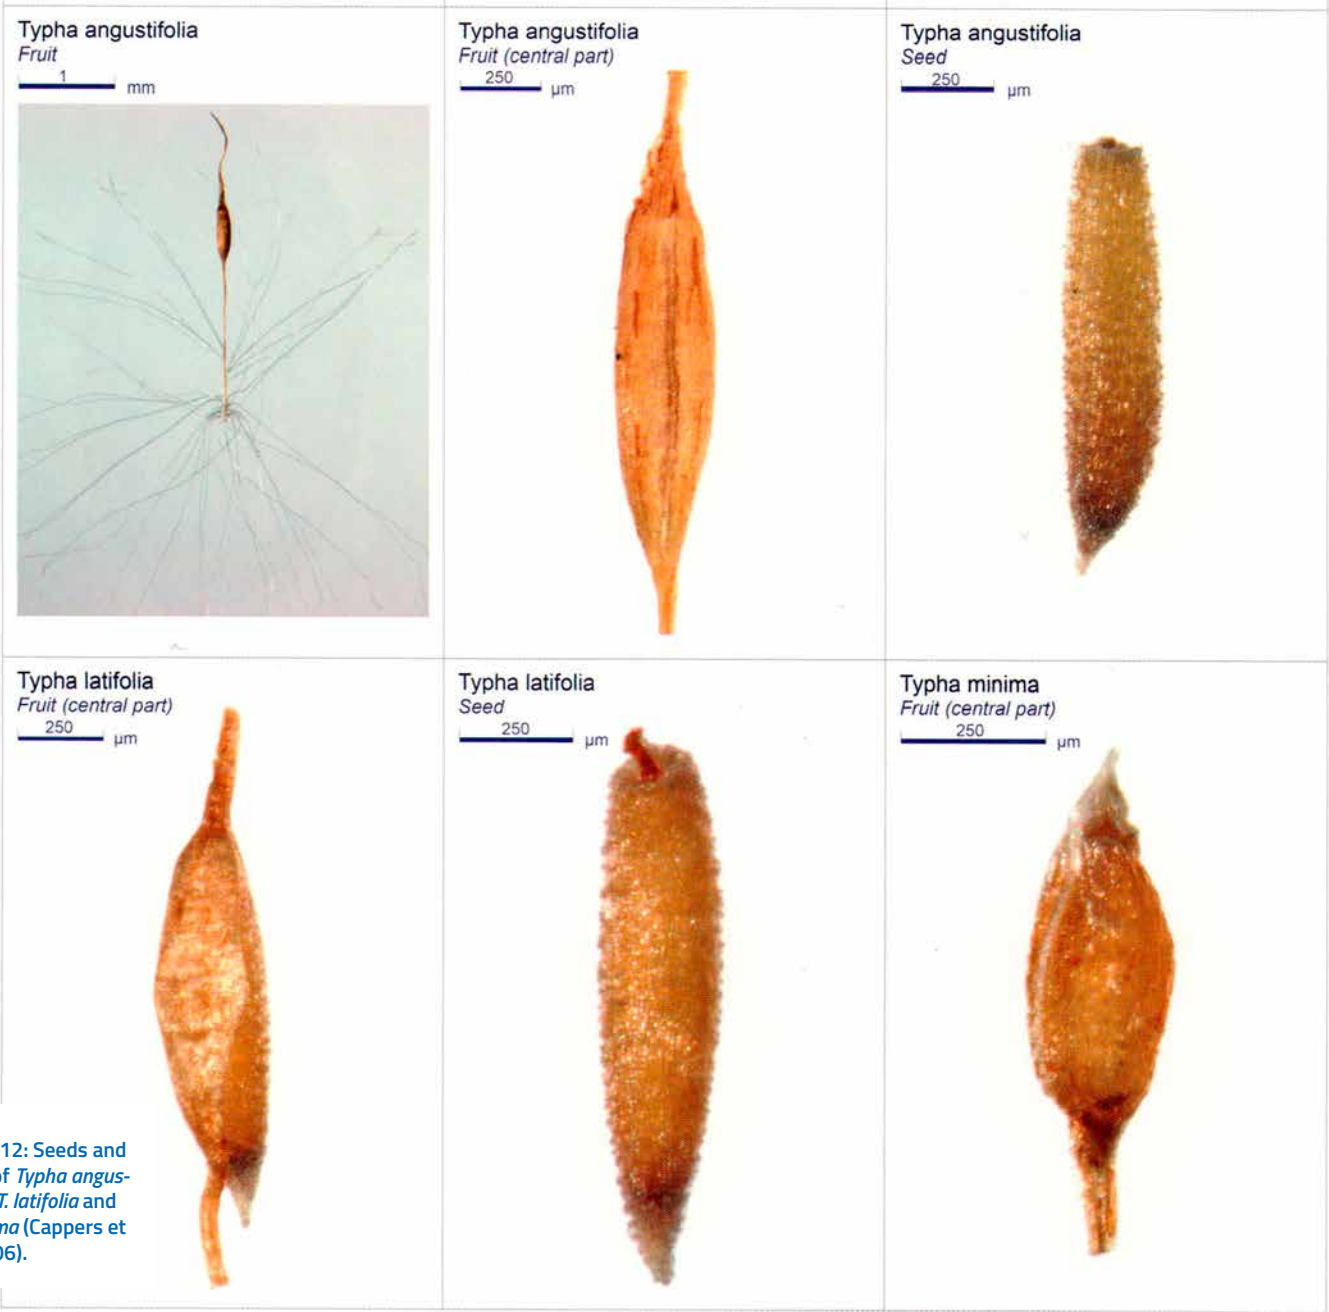 Typha angustifolia
Fruit
1 mm
Typha angustifolia
Fruit (central part)
250 µm
Typha angustifolia
Seed
250 µm
Typha latifolia
Fruit (central part)
250 µm
Typha latifolia
Seed
250 µm
Typha minima
Fruit (central part)
250 µm
12: Seeds and
of Typha angus-
T. latifolia and
ma (Cappers et
06).